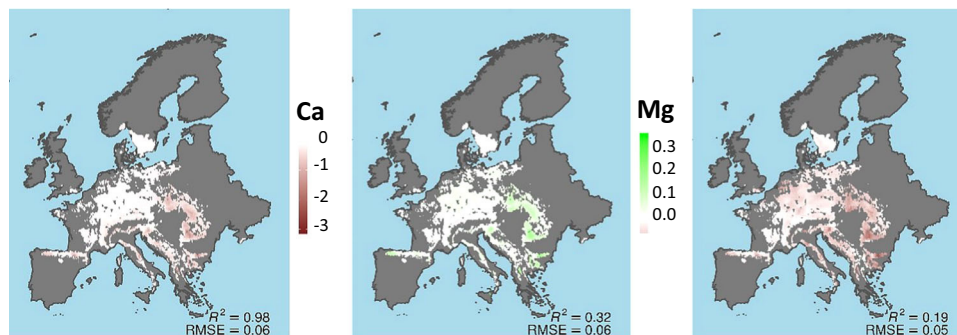 Ca
0
-1
-2
-3
R² = 0.98
RMSE = 0.06
Mg
0.3
0.2
0.1
0.0
R² = 0.32
RMSE = 0.06
R² = 0.19
RMSE = 0.05